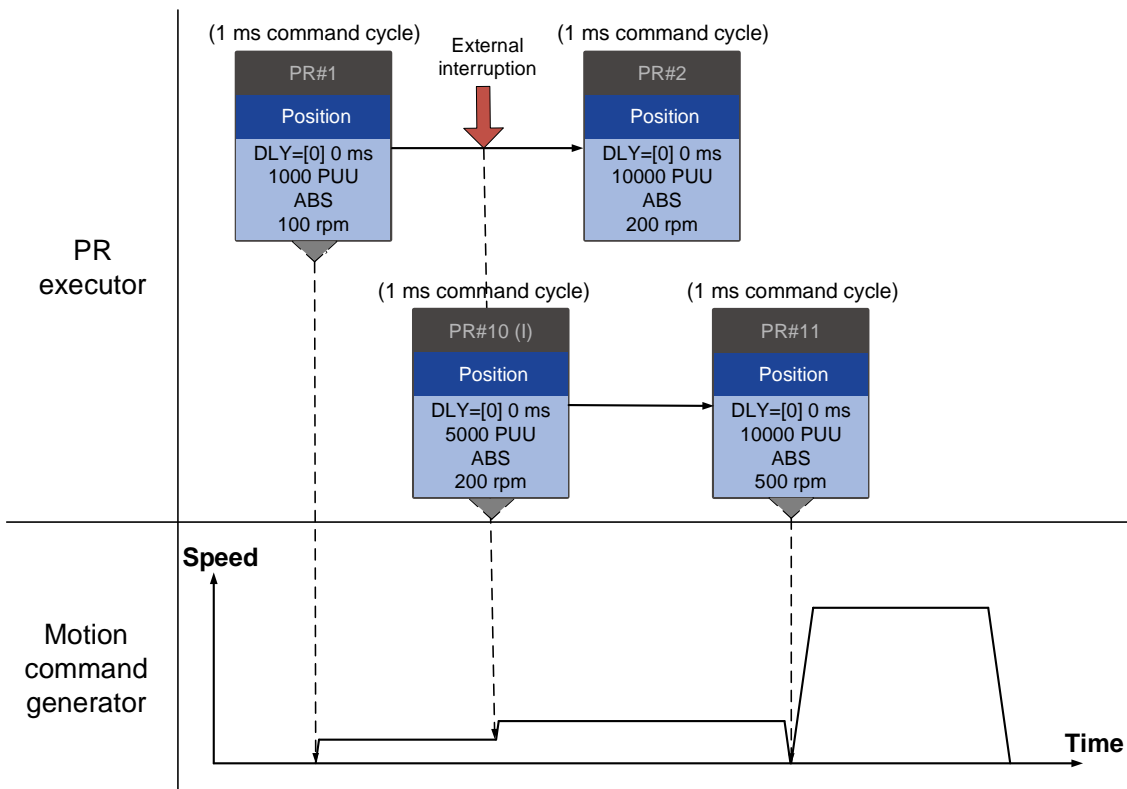 (1 ms command cycle)
External
interruption
(1 ms command cycle)
PR#1
Position
DLY=[0] 0 ms
1000 PUU
ABS
100 rpm
PR#2
Position
DLY=[0] 0 ms
10000 PUU
ABS
200 rpm
PR
executor
(1 ms command cycle)
PR#10 (I)
Position
DLY=[0] 0 ms
5000 PUU
ABS
200 rpm
(1 ms command cycle)
PR#11
Position
DLY=[0] 0 ms
10000 PUU
ABS
500 rpm
Motion
command
generator
Speed
Time